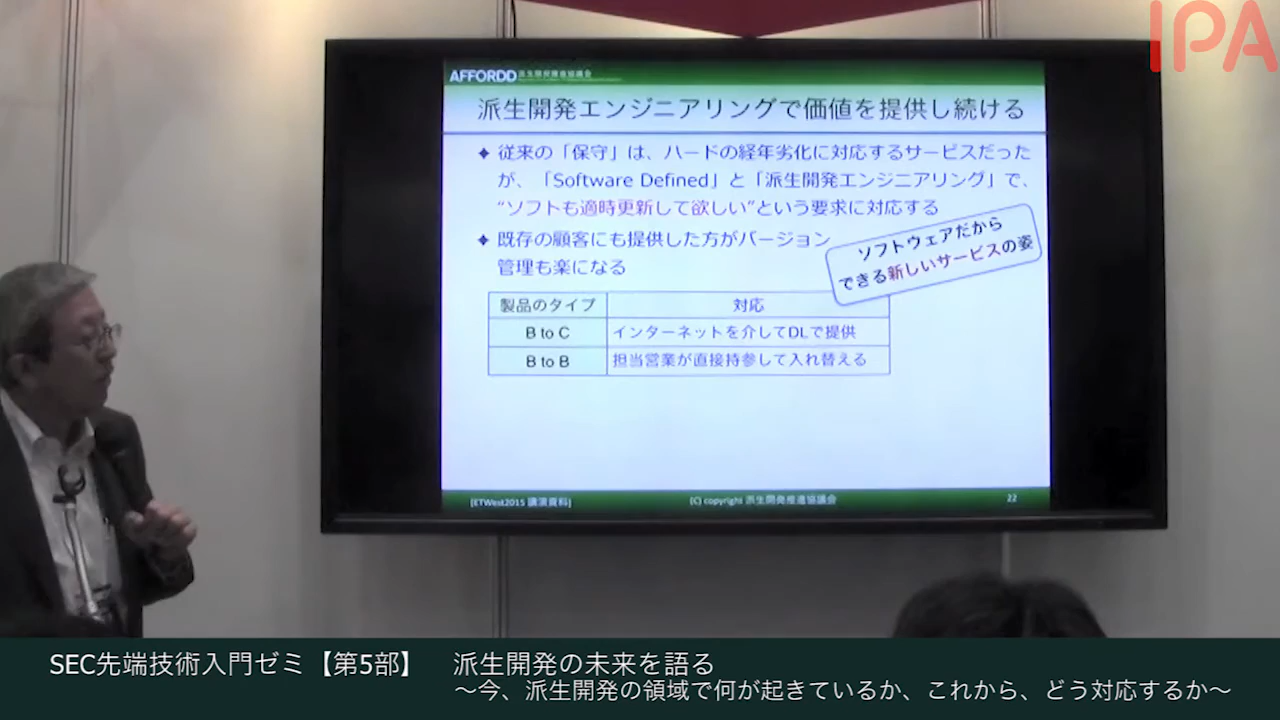 IPA
AFFORDD 派生開発推進協議会
派生開発エンジニアリングで価値を提供し続ける
従来の「保守」は、ハードの経年劣化に対応するサービスだった
が、「Software Defined」と「派生開発エンジニアリング」で、
“ソフトも適時更新して欲しい”という要求に対応する
既存の顧客にも提供した方がバージョン
管理も楽になる
ソフトウェアだから
できる新しいサービスの姿
製品のタイプ 対応
B to C インターネットを介してDLで提供
B to B 担当営業が直接持参して入れ替える
[ETWest2015 講演資料] (C) copyright 派生開発推進協議会 22
SEC先端技術入門ゼミ【第5部】 派生開発の未来を語る
～今、派生開発の領域で何が起きているか、これから、どう対応するか～